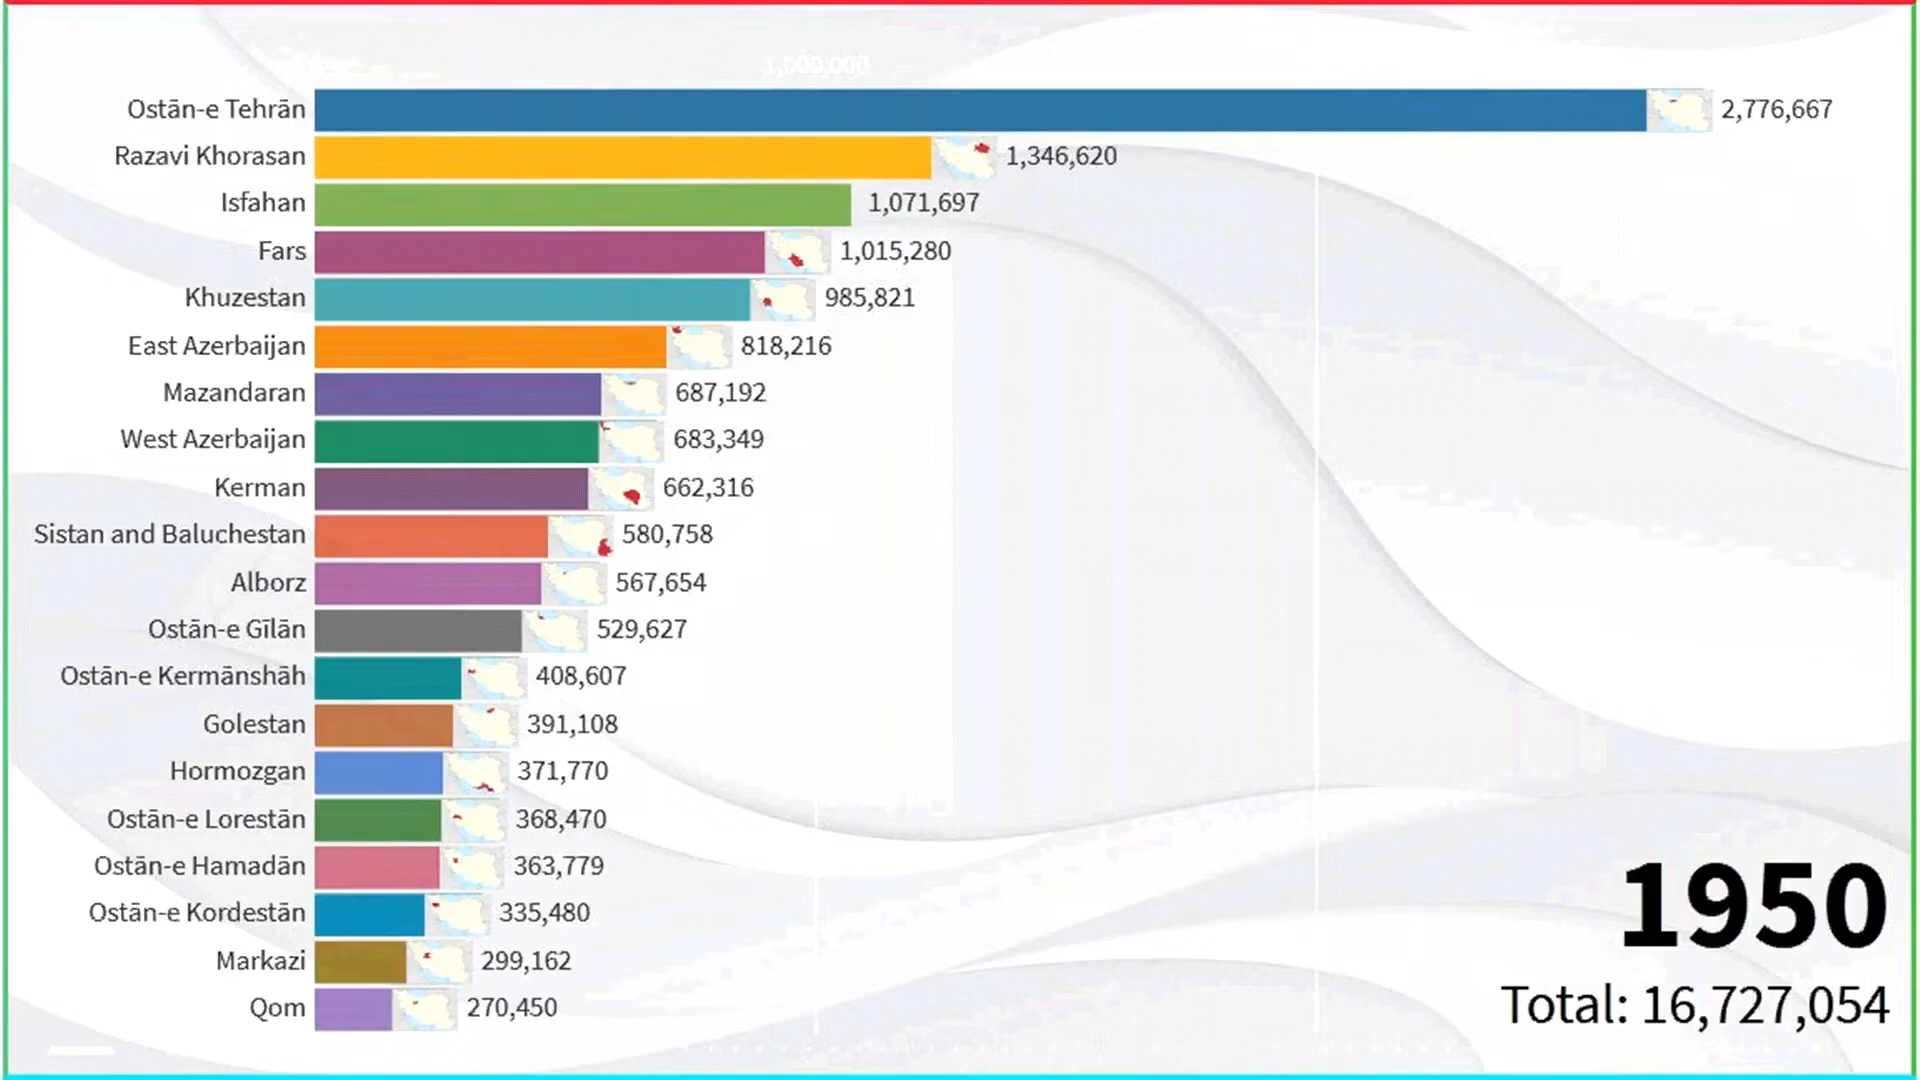 1,000,000
Ostān-e Tehrān 2,776,667
Razavi Khorasan 1,346,620
Isfahan 1,071,697
Fars 1,015,280
Khuzestan 985,821
East Azerbaijan 818,216
Mazandaran 687,192
West Azerbaijan 683,349
Kerman 662,316
Sistan and Baluchestan 580,758
Alborz 567,654
Ostān-e Gīlān 529,627
Ostān-e Kermānshāh 408,607
Golestan 391,108
Hormozgan 371,770
Ostān-e Lorestān 368,470
Ostān-e Hamadān 363,779
Ostān-e Kordestān 335,480
Markazi 299,162
Qom 270,450
1950
Total: 16,727,054